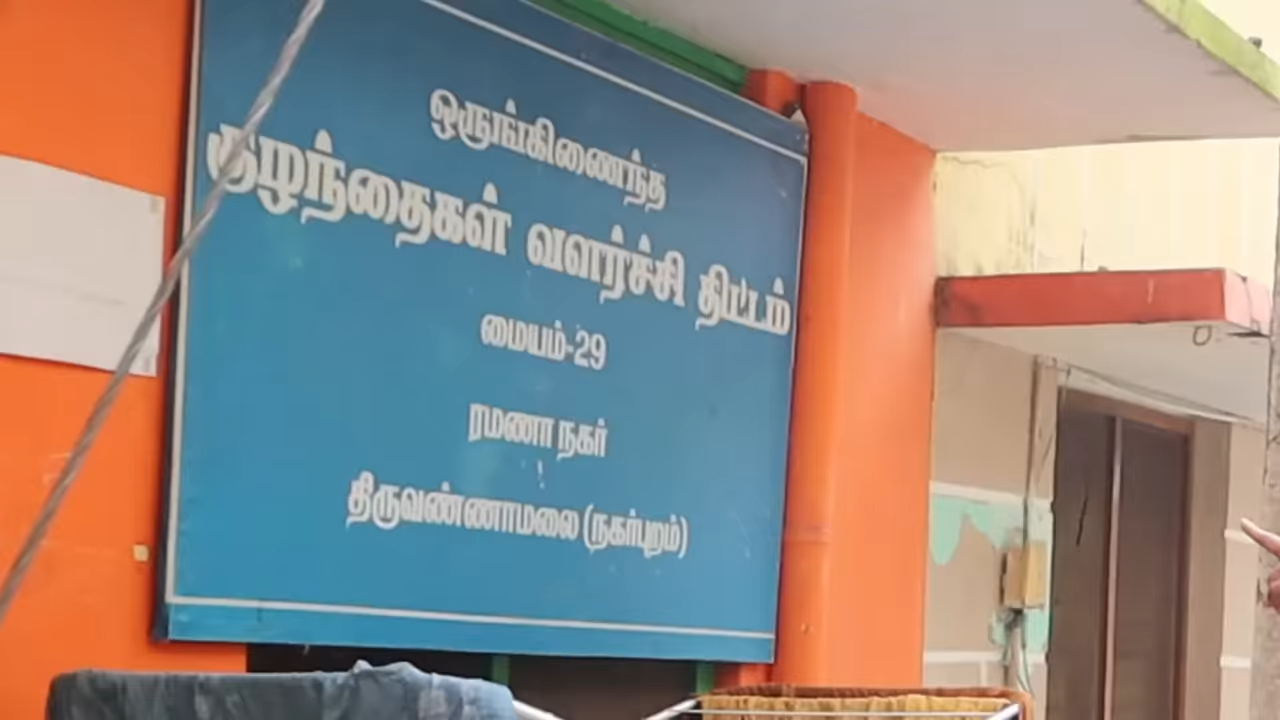 ஒருங்கிணைந்த
குழந்தைகள் வளர்ச்சி திட்டம்
மையம்-29
ரமணா நகர்
திருவண்ணாமலை (நகர்புறம்)